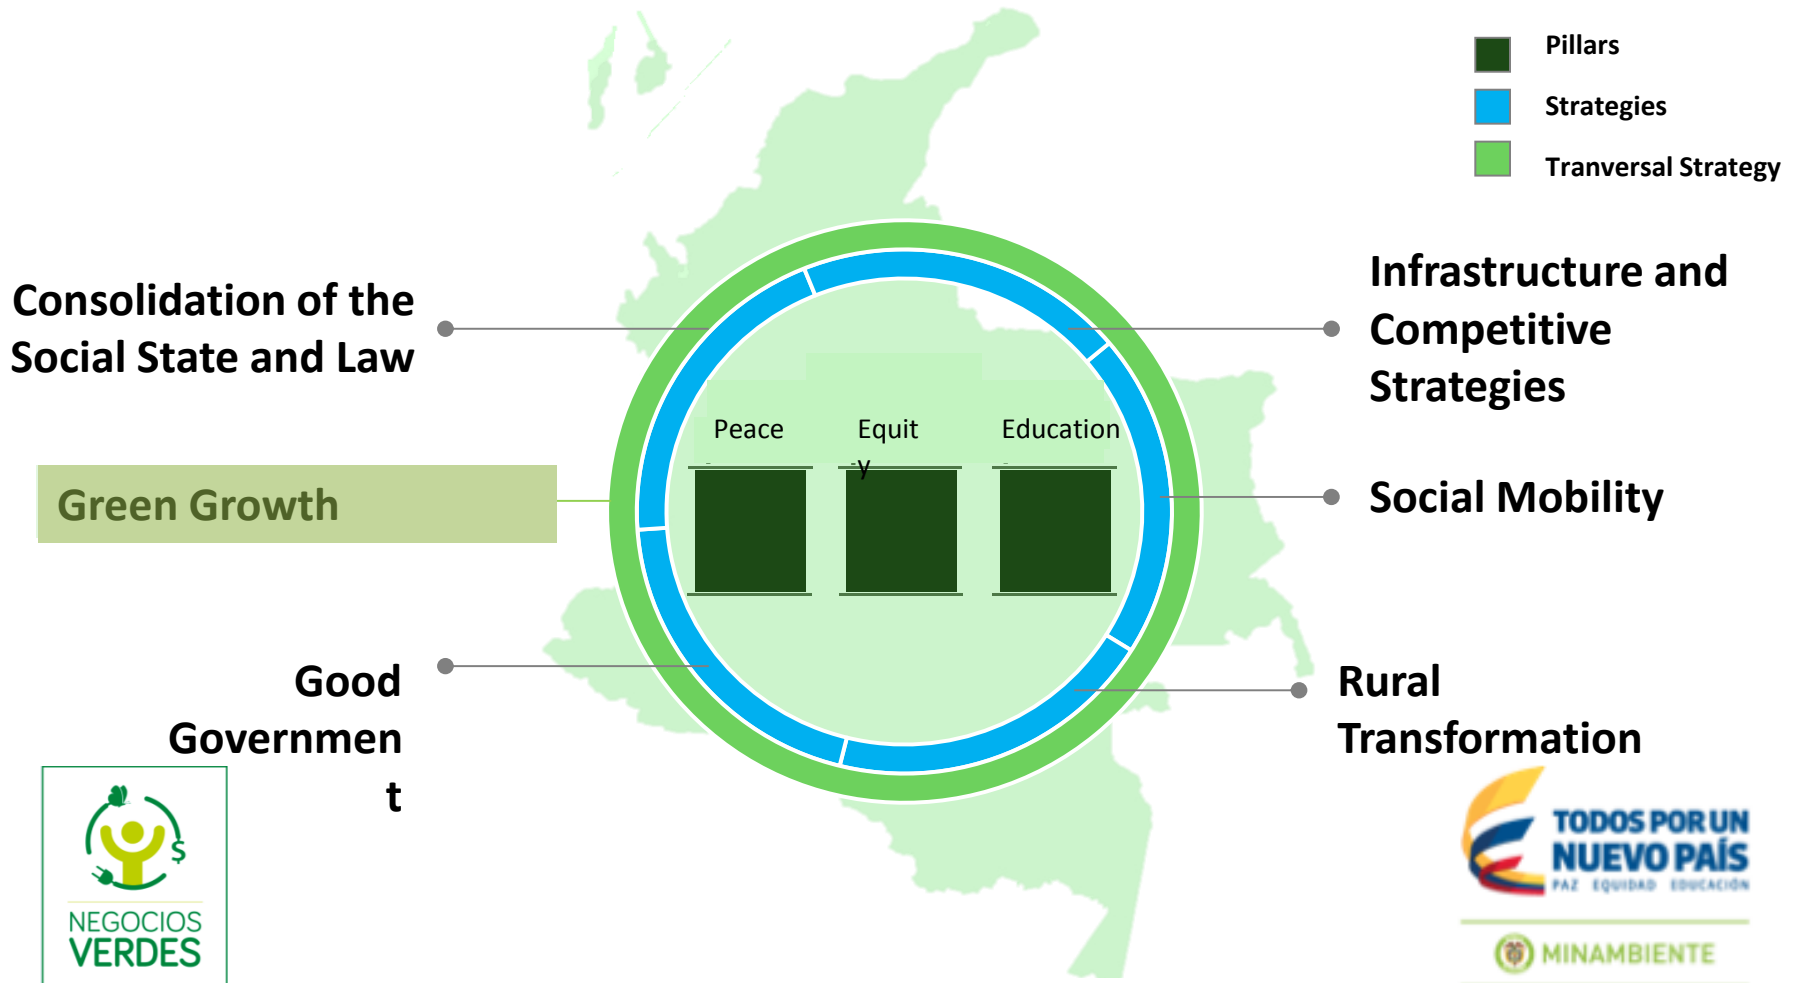 Pillars
Strategies
Tranversal Strategy
Consolidation of the
Social State and Law
Infrastructure and
Competitive
Strategies
Peace
Equit
y
Education
Green Growth
Social Mobility
Good
Governmen
t
Rural
Transformation
NEGOCIOS
VERDES
TODOS POR UN
NUEVO PAÍS
PAZ EQUIDAD EDUCACIÓN
MINAMBIENTE